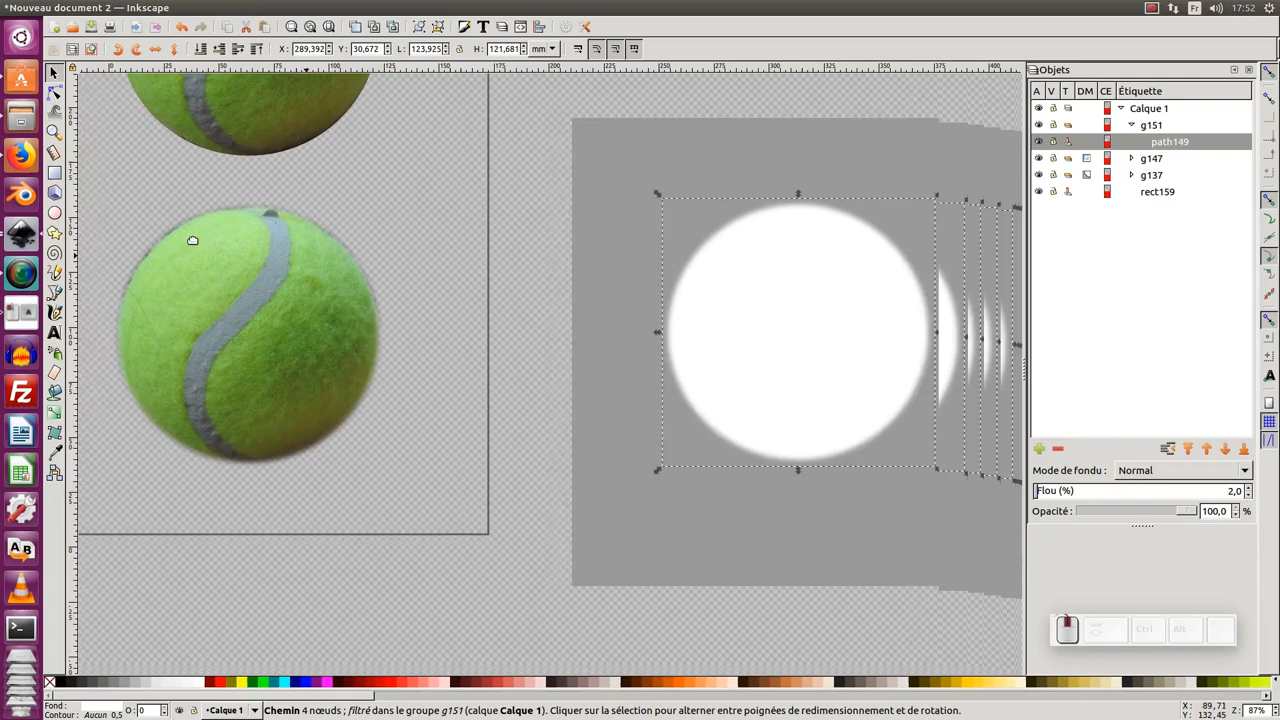 *Nouveau document 2 - Inkscape
Fr
17:52
X: 289,392
Y: 30,672
L: 123,925
H: 121,681
mm
Objets
A V T DM CE Étiquette
Calque 1
g151
path149
g147
g137
rect159
Mode de fondu : Normal
Flou (%) 2,0
Opacité : 100,0 %
Ctrl
Alt
Fond :
Contour : Aucun 0,5
O: 0
•Calque 1
Chemin 4 nœuds ; filtré dans le groupe g151 (calque Calque 1). Cliquer sur la sélection pour alterner entre poignées de redimensionnement et de rotation.
X: 89,71
Y: 132,45
Z: 87%